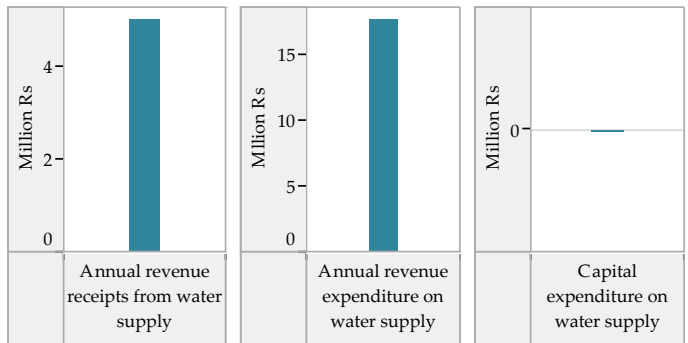 Million Rs
4
2
0
Annual revenue
receipts from water
supply
Mllion Rs
15
10
5
0
Annual revenue
expenditure on
water supply
Million Rs
0
Capital
expenditure on
water supply